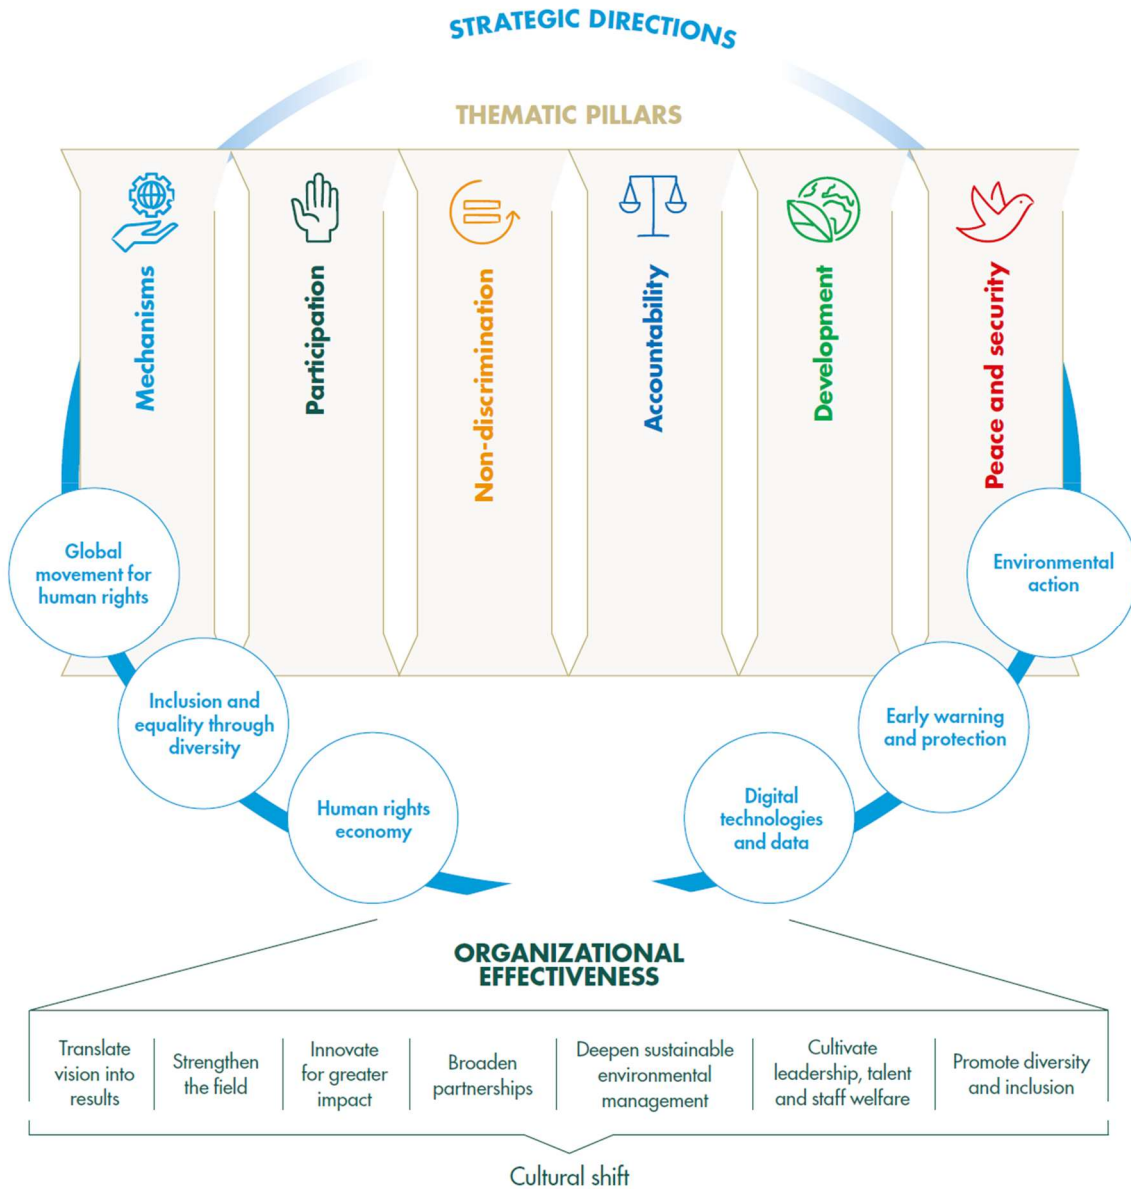 STRATEGIC DIRECTIONS
THEMATIC PILLARS
Mechanisms
Participation
Non-discrimination
Accountability
Development
Peace and security
Global
movement for
human rights
Inclusion and
equality through
diversity
Human rights
economy
Digital
technologies
and data
Early warning
and protection
Environmental
action
ORGANIZATIONAL
EFFECTIVENESS
Translate
vision into
results
Strengthen
the field
Innovate
for greater
impact
Broaden
partnerships
Deepen sustainable
environmental
management
Cultivate
leadership, talent
and staff welfare
Promote diversity
and inclusion
Cultural shift